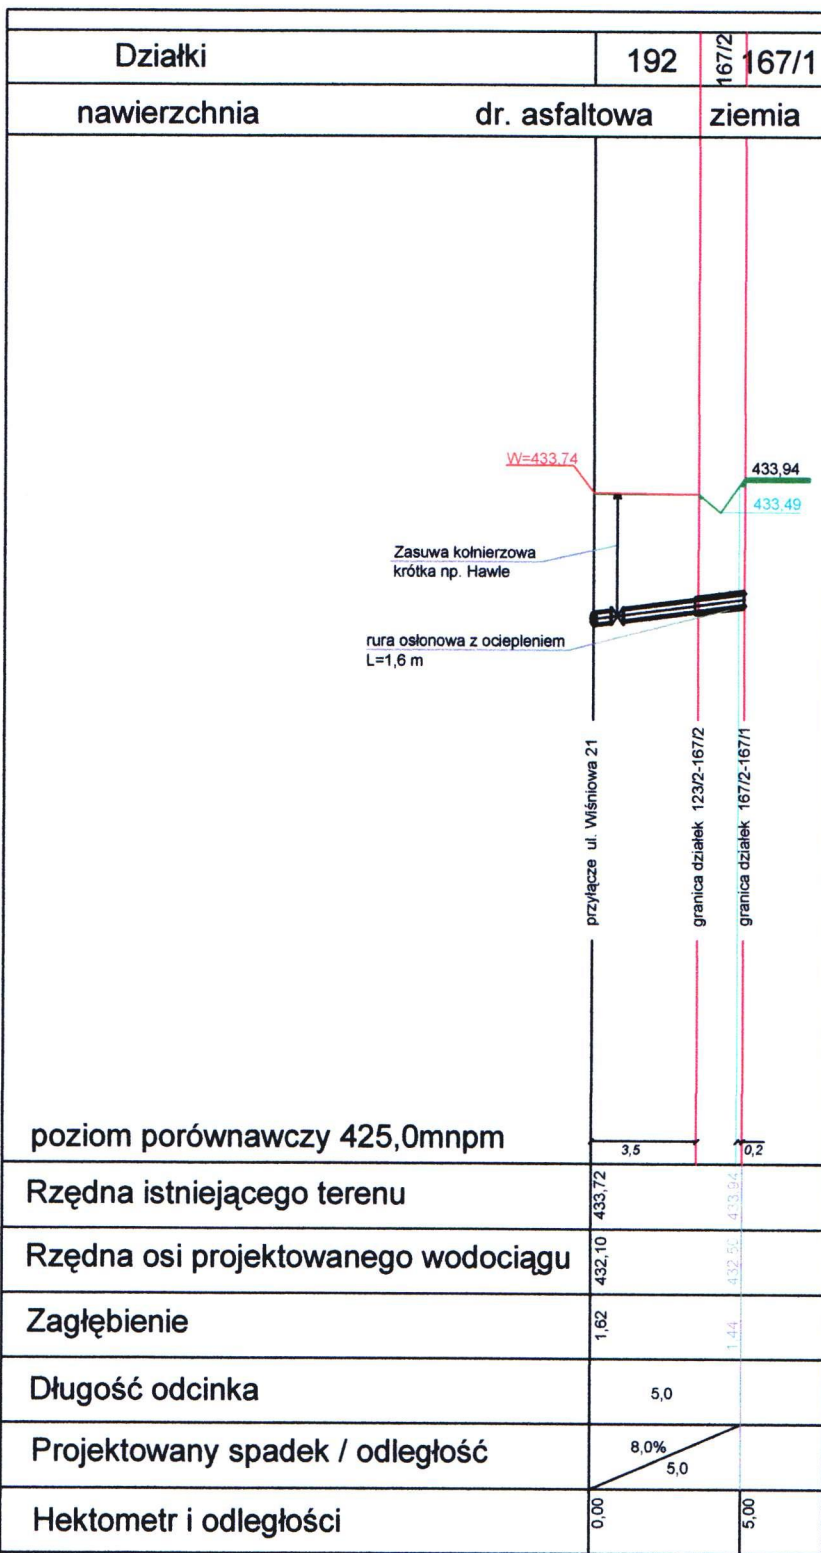 Działki 192 167/2 167/1
nawierzchnia dr. asfaltowa ziemia
W=433,74
433,94
433,49
Zasuwa kołnierzowa
krótka np. Hawle
rura osłonowa z ociepleniem
L=1,6 m
przyłącze ul. Wiśniowa 21
granica działek 123/2-167/2
granica działek 167/2-167/1
poziom porównawczy 425,0mnpm
3,5
0,2
Rzędna istniejącego terenu 433,72 433,94
Rzędna osi projektowanego wodociągu 432,10 432,50
Zagłębienie 1,62 1,44
Długość odcinka 5,0
Projektowany spadek / odległość 8,0% 5,0
Hektometr i odległości 0,00 5,00